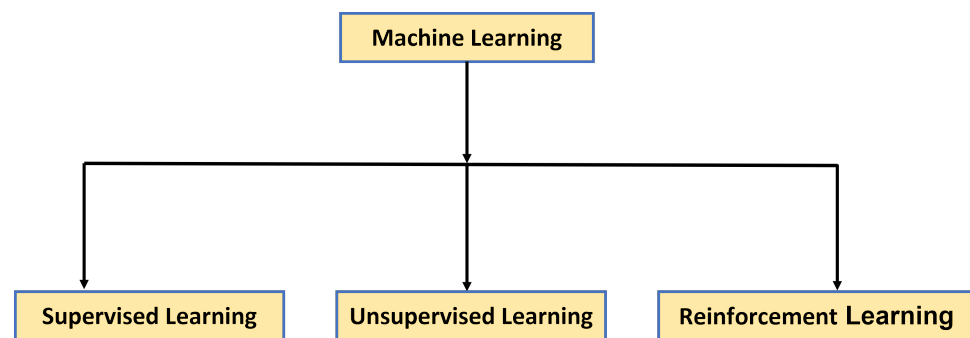 Machine Learning
Supervised Learning
Unsupervised Learning
Reinforcement Learning